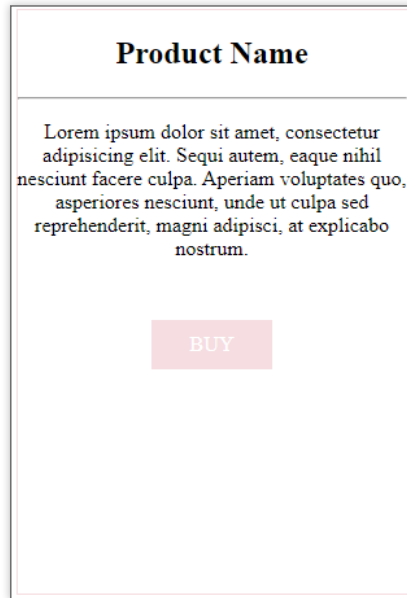 Product Name
Lorem ipsum dolor sit amet, consectetur
adipisicing elit. Sequi autem, eaque nihil
nesciunt facere culpa. Aperiam voluptates quo,
asperiores nesciunt, unde ut culpa sed
reprehenderit, magni adipisci, at explicabo
nostrum.
BUY